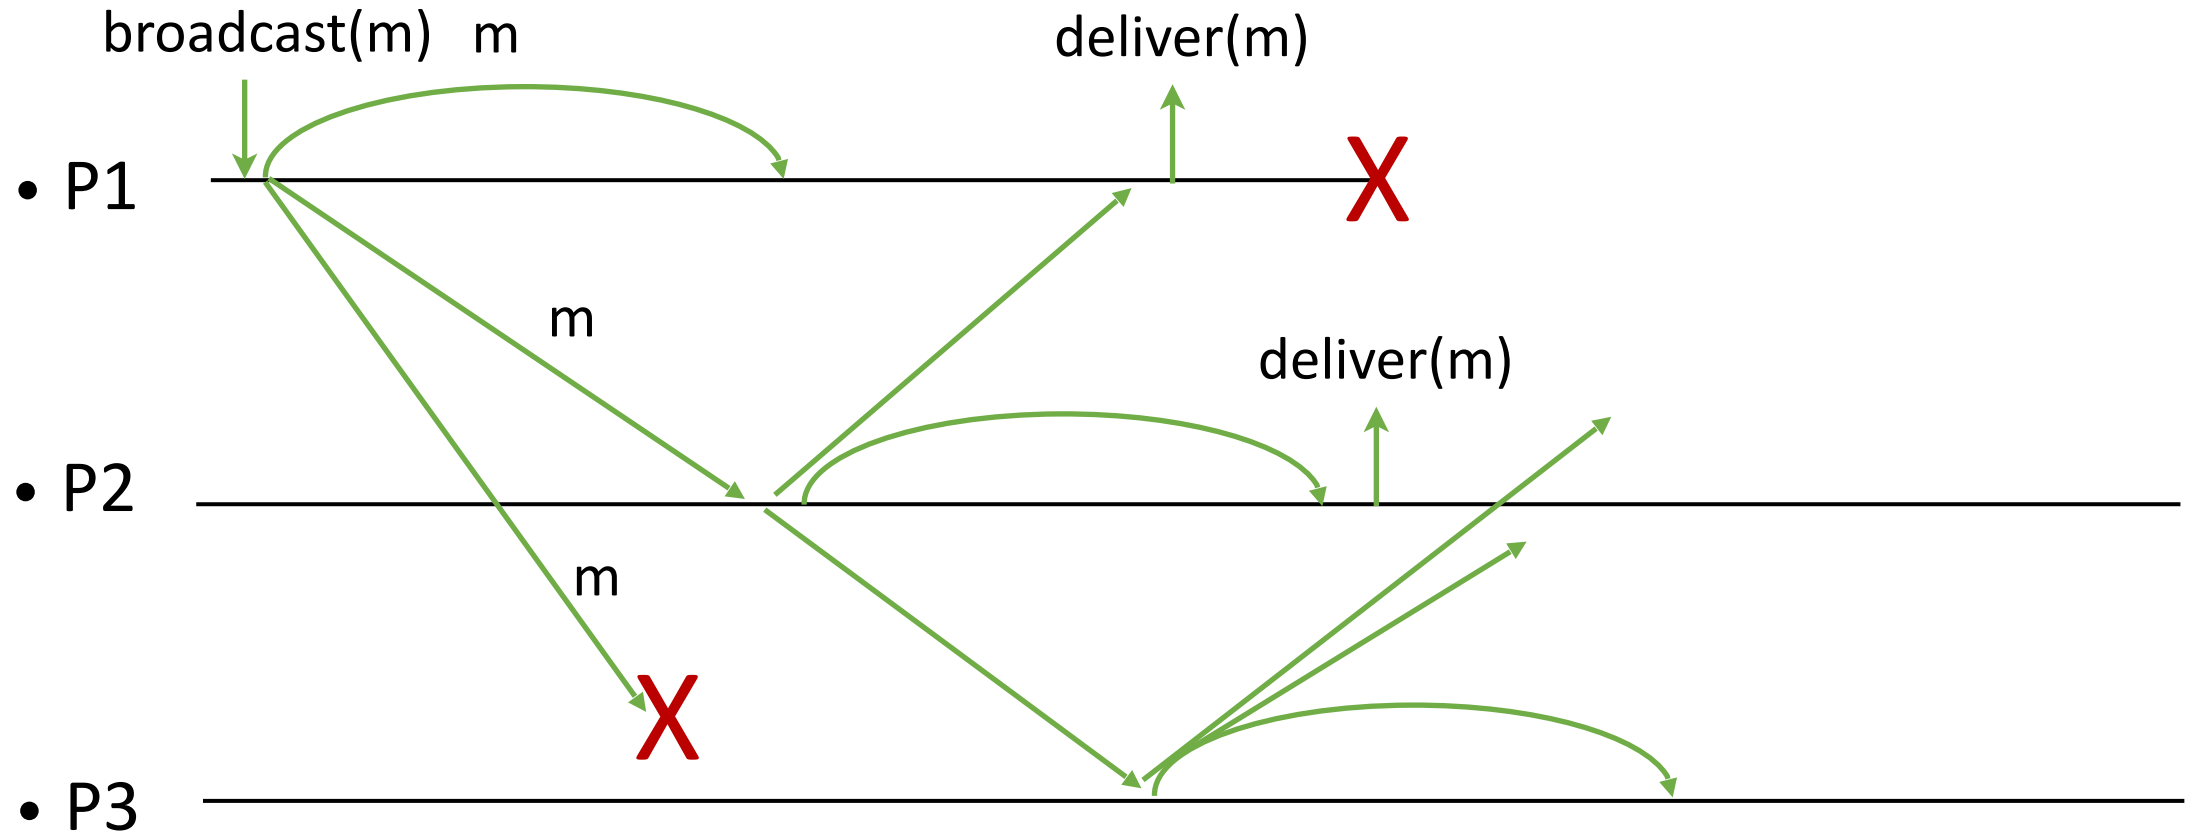 broadcast(m) m
deliver(m)
X
• P1
m
deliver(m)
• P2
m
X
• P3